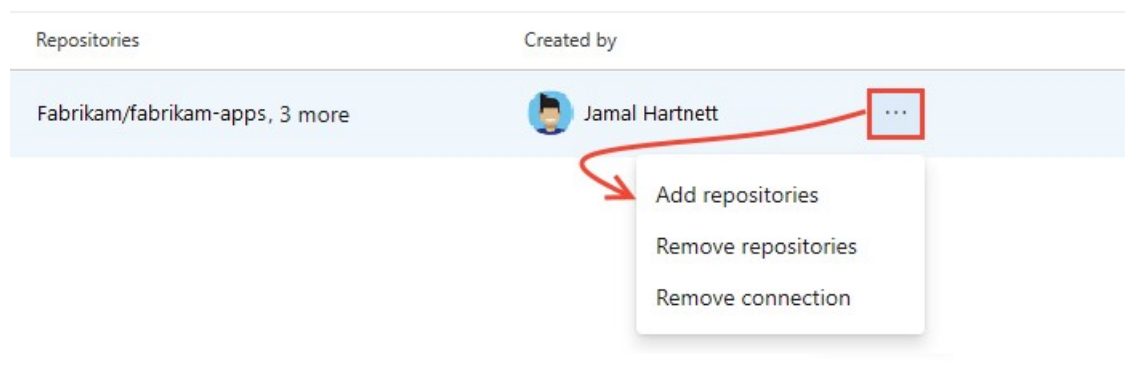 Repositories Created by
Fabrikam/fabrikam-apps, 3 more Jamal Hartnett ...
Add repositories
Remove repositories
Remove connection